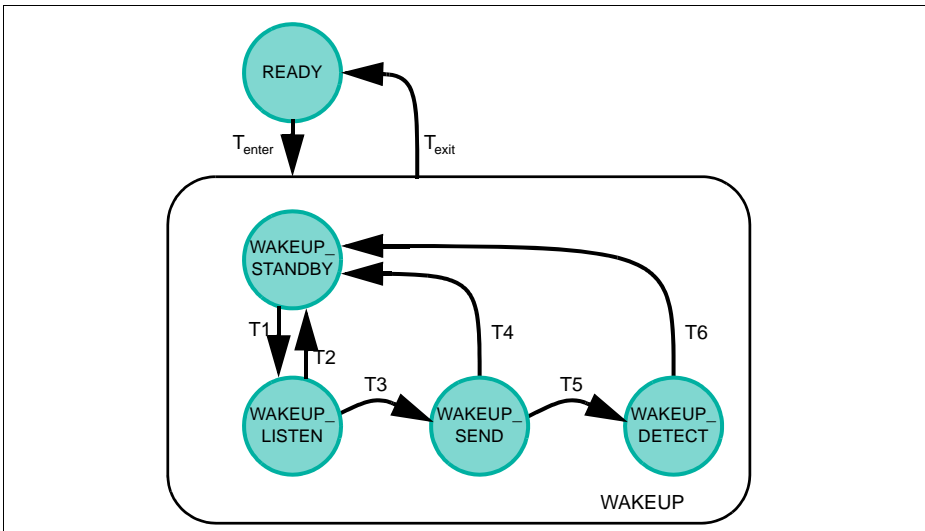 READY
Tenter
Texit
WAKEUP_
STANDBY
T1
T2
T4
T6
T3
T5
WAKEUP_
LISTEN
WAKEUP_
SEND
WAKEUP_
DETECT
WAKEUP